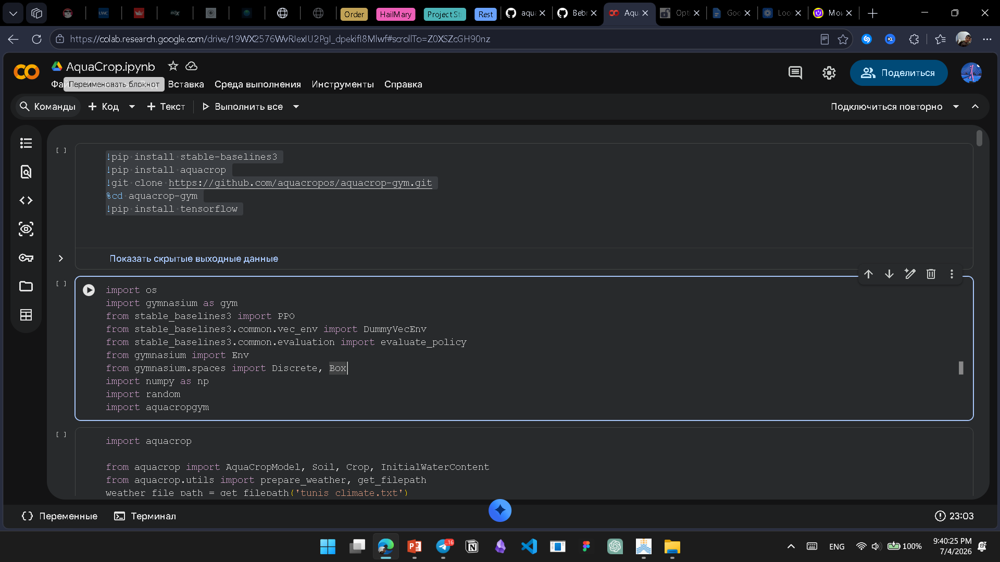 Order
HailMary
Project St
Rest
aqua
Bebr
Aqu
Opti
Goo
Loo
Mov
https://colab.research.google.com/drive/19WX2576WvRJexIU2PgI_dpekifI8MIwf#scrollTo=Z0XSZcGH90nz
AquaCrop.ipynb
Переименовать блокнот
Вставка
Среда выполнения
Инструменты
Справка
Поделиться
Команды
Код
Текст
Выполнить все
Подключиться повторно
[ ]
!pip install stable-baselines3
!pip install aquacrop
!git clone https://github.com/aquacropos/aquacrop-gym.git
%cd aquacrop-gym
!pip install tensorflow
Показать скрытые выходные данные
[ ]
import os
import gymnasium as gym
from stable_baselines3 import PPO
from stable_baselines3.common.vec_env import DummyVecEnv
from stable_baselines3.common.evaluation import evaluate_policy
from gymnasium import Env
from gymnasium.spaces import Discrete, Box
import numpy as np
import random
import aquacropgym
[ ]
import aquacrop
from aquacrop import AquaCropModel, Soil, Crop, InitialWaterContent
from aquacrop.utils import prepare_weather, get_filepath
weather_file_path = get_filepath('tunis_climate.txt')
Переменные
Терминал
23:03
16
ENG
100%
9:40:25 PM
7/4/2026